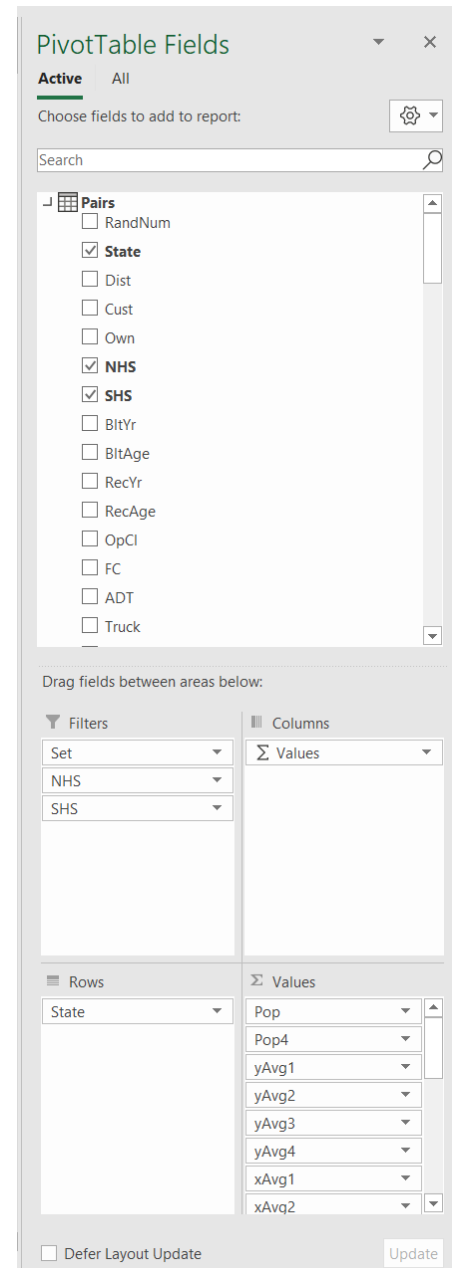 PivotTable Fields
Active All
Choose fields to add to report:
Search
Pairs
RandNum
State
Dist
Cust
Own
NHS
SHS
BltYr
BltAge
RecYr
RecAge
OpCl
FC
ADT
Truck
Drag fields between areas below:
Filters
Set
NHS
SHS
Columns
Σ Values
Rows
State
Σ Values
Pop
Pop4
yAvg1
yAvg2
yAvg3
yAvg4
xAvg1
xAvg2
Defer Layout Update
Update